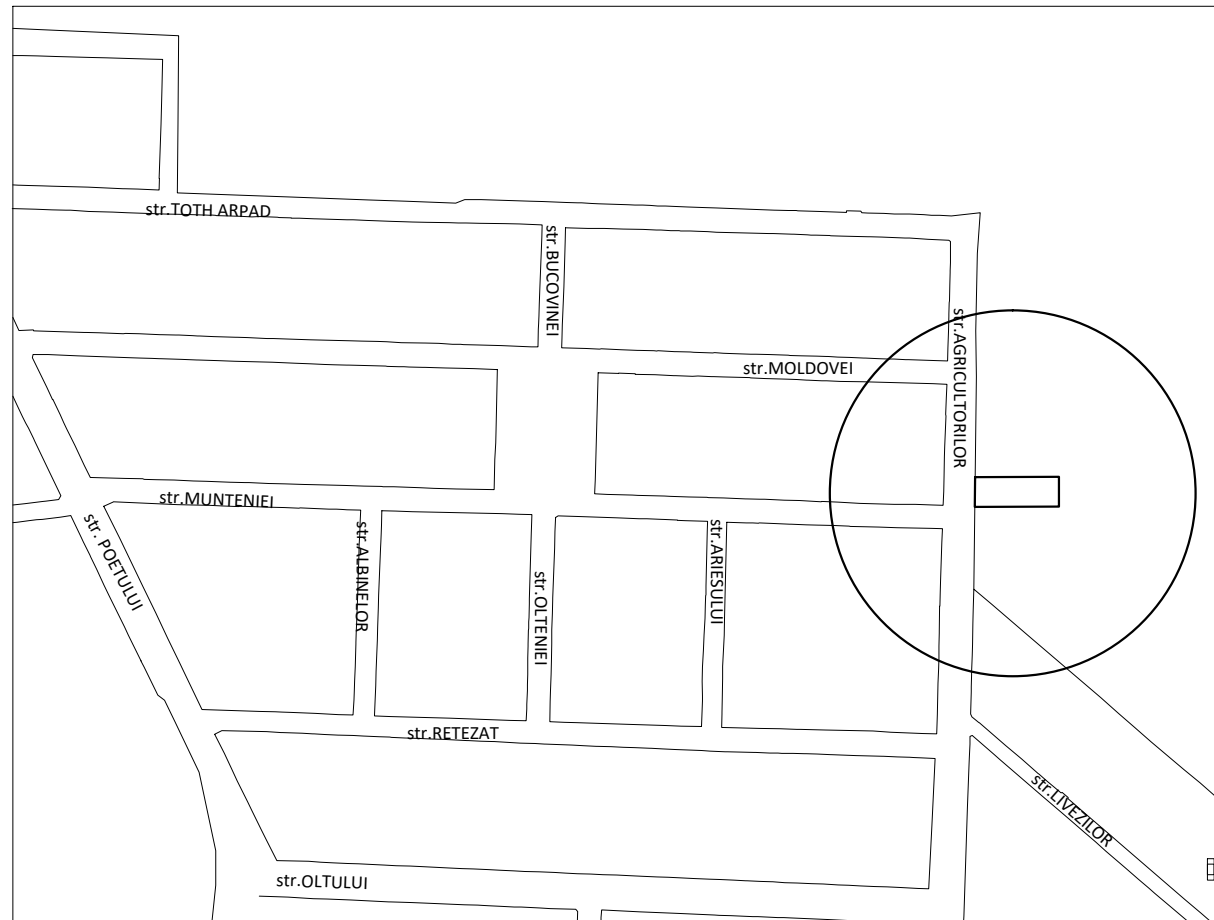 str.TOTH ARPAD
str.BUCOVINEI
str.AGRICULTORILOR
str.MOLDOVEI
str.MUNTENIEI
str. POETULUI
str.ALBINELOR
str.OLTENIEI
str.ARIESULUI
str.RETEZAT
str.LIVEZILOR
str.OLTULUI